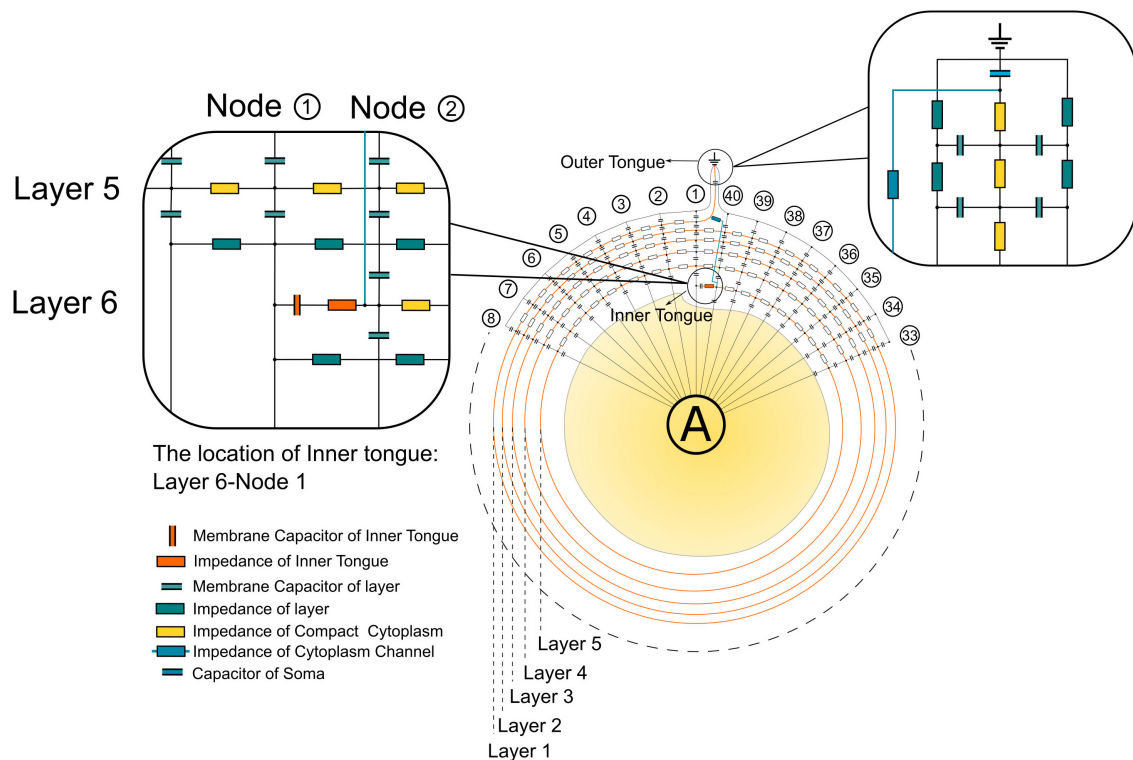 Node ① Node ②
Layer 5
Layer 6
The location of Inner tongue:
Layer 6-Node 1
Membrane Capacitor of Inner Tongue
Impedance of Inner Tongue
Membrane Capacitor of layer
Impedance of layer
Impedance of Compact Cytoplasm
Impedance of Cytoplasm Channel
Capacitor of Soma
Outer Tongue
①
②
③
④
⑤
⑥
⑦
⑧
㊵
㊴
㊳
㊲
㊱
㉟
㉞
㉝
Inner Tongue
A
Layer 5
Layer 4
Layer 3
Layer 2
Layer 1